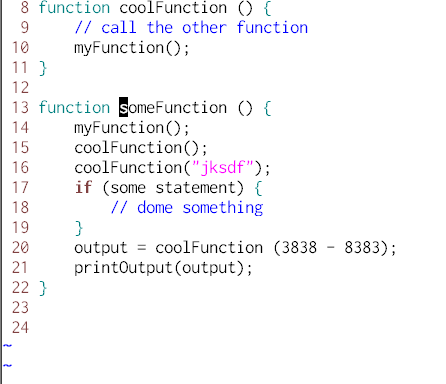 8 function coolFunction () {
9     // call the other function
10     myFunction();
11 }
12
13 function someFunction () {
14     myFunction();
15     coolFunction();
16     coolFunction("jksdf");
17     if (some statement) {
18         // dome something
19     }
20     output = coolFunction (3838 - 8383);
21     printOutput(output);
22 }
23
24
~
~